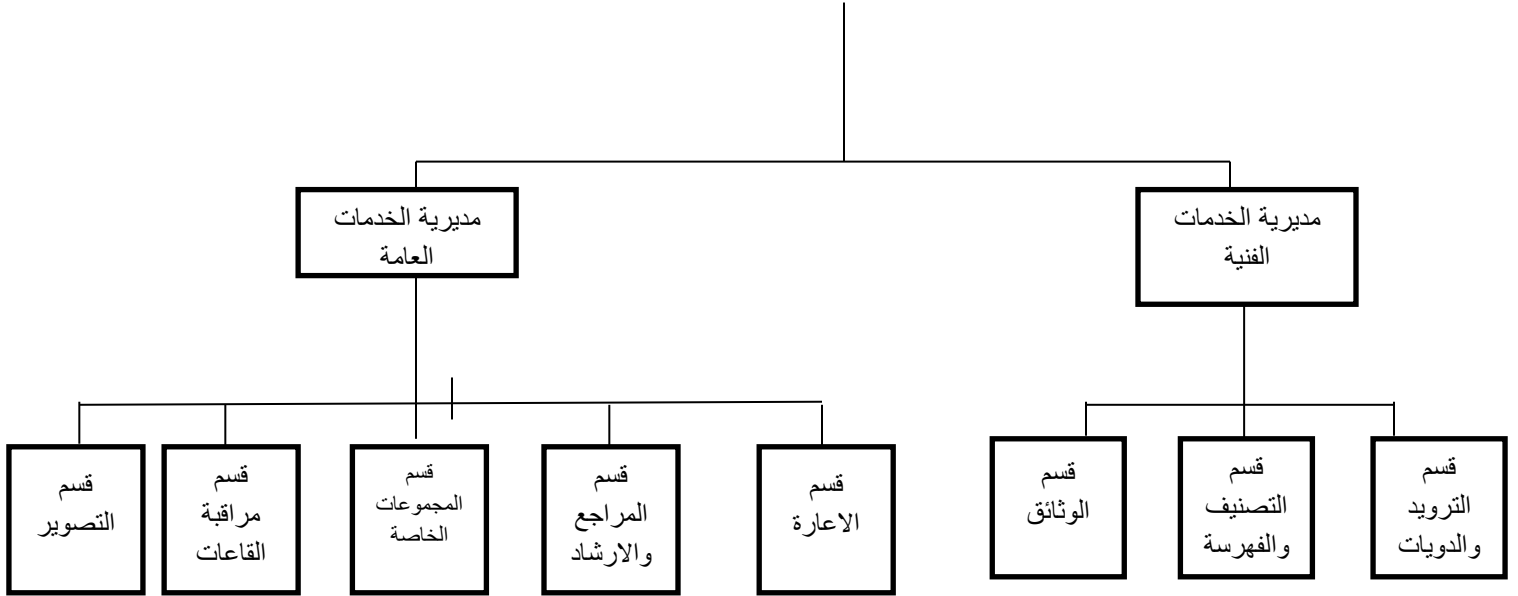 مديرية الخدمات
الفنية
مديرية الخدمات
العامة
قسم
الترويد
والدويات
قسم
التصنيف
والفهرسة
قسم
الوثائق
قسم
الاعارة
قسم
المراجع
والارشاد
قسم
المجموعات
الخاصة
قسم
مراقبة
القاعات
قسم
التصوير